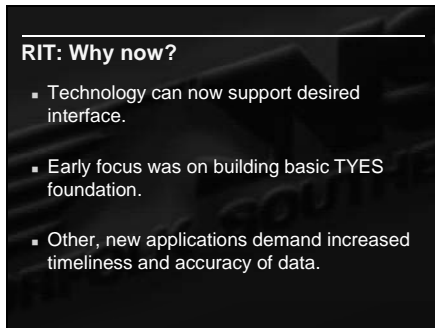 RIT: Why now?
▪ Technology can now support desired
interface.
▪ Early focus was on building basic TYES
foundation.
▪ Other, new applications demand increased
timeliness and accuracy of data.